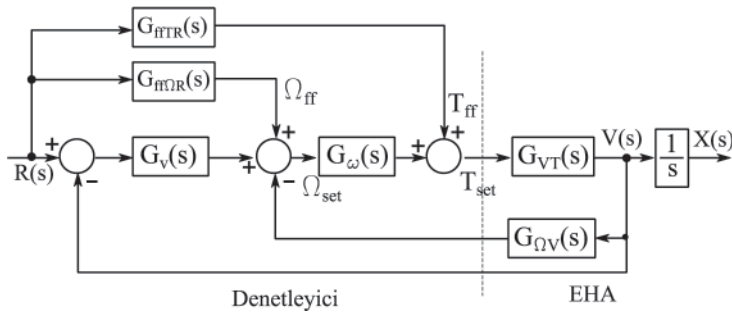 G_ffTR(s)
G_ffΩR(s)
Ω_ff
T_ff
+
+
+
R(s)
-
G_v(s)
+
-
Ω_set
G_ω(s)
+
T_set
G_VT(s)
V(s)
1
s
X(s)
G_ΩV(s)
Denetleyici
EHA